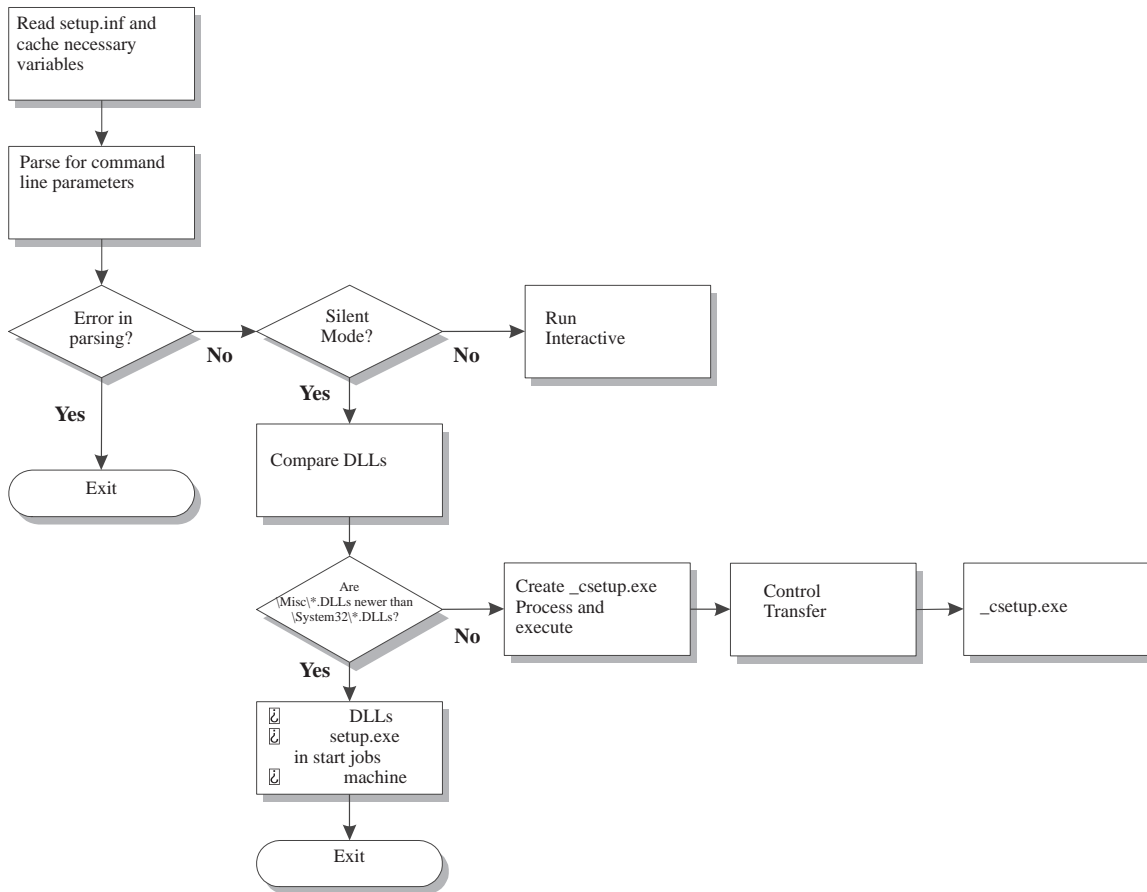 Read setup.inf and
cache necessary
variables
Parse for command
line parameters
Error in
parsing?
No
Yes
Exit
Silent
Mode?
No
Yes
Run
Interactive
Compare DLLs
Are
\Misc\*.DLLs newer than
\System32\*.DLLs?
No
Yes
Create _csetup.exe
Process and
execute
Control
Transfer
_csetup.exe
¿ DLLs
¿ setup.exe
in start jobs
¿ machine
Exit